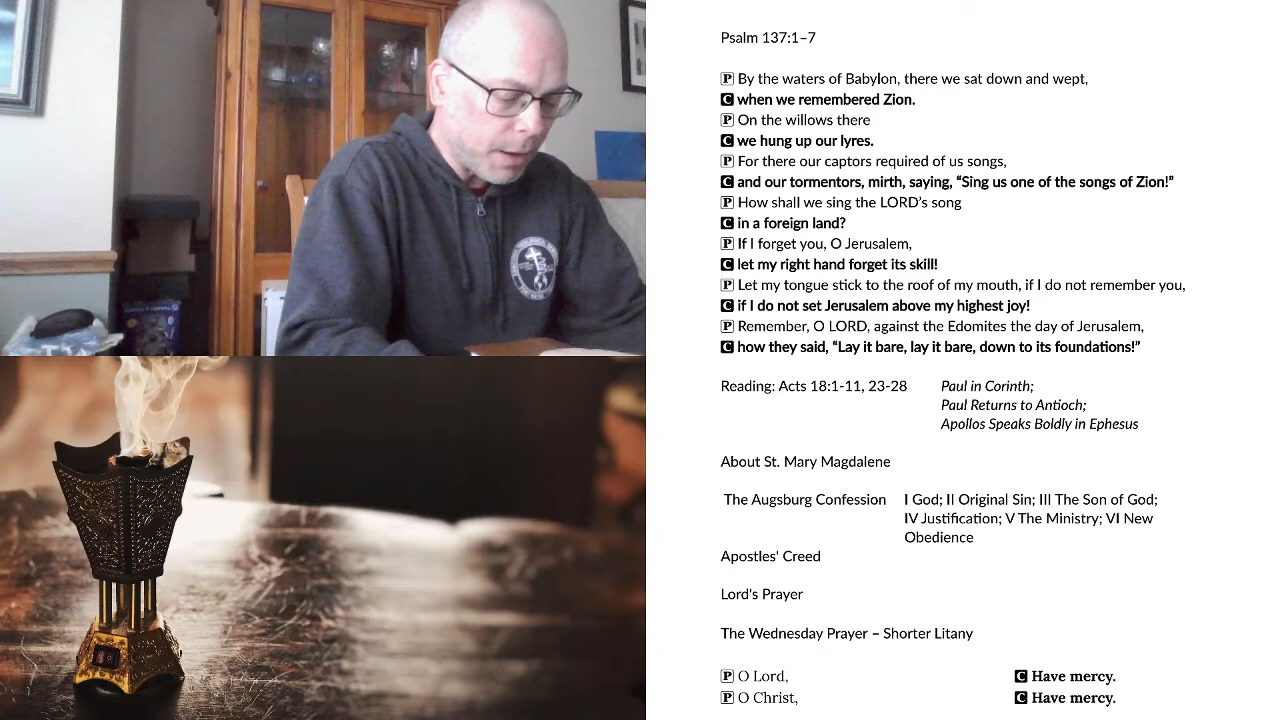 Psalm 137:1–7
P By the waters of Babylon, there we sat down and wept,
C when we remembered Zion.
P On the willows there
C we hung up our lyres.
P For there our captors required of us songs,
C and our tormentors, mirth, saying, “Sing us one of the songs of Zion!”
P How shall we sing the LORD’s song
C in a foreign land?
P If I forget you, O Jerusalem,
C let my right hand forget its skill!
P Let my tongue stick to the roof of my mouth, if I do not remember you,
C if I do not set Jerusalem above my highest joy!
P Remember, O LORD, against the Edomites the day of Jerusalem,
C how they said, “Lay it bare, lay it bare, down to its foundations!”
Reading: Acts 18:1-11, 23-28 Paul in Corinth;
Paul Returns to Antioch;
Apollos Speaks Boldly in Ephesus
About St. Mary Magdalene
The Augsburg Confession I God; II Original Sin; III The Son of God;
IV Justification; V The Ministry; VI New
Obedience
Apostles' Creed
Lord's Prayer
The Wednesday Prayer – Shorter Litany
P O Lord, C Have mercy.
P O Christ, C Have mercy.